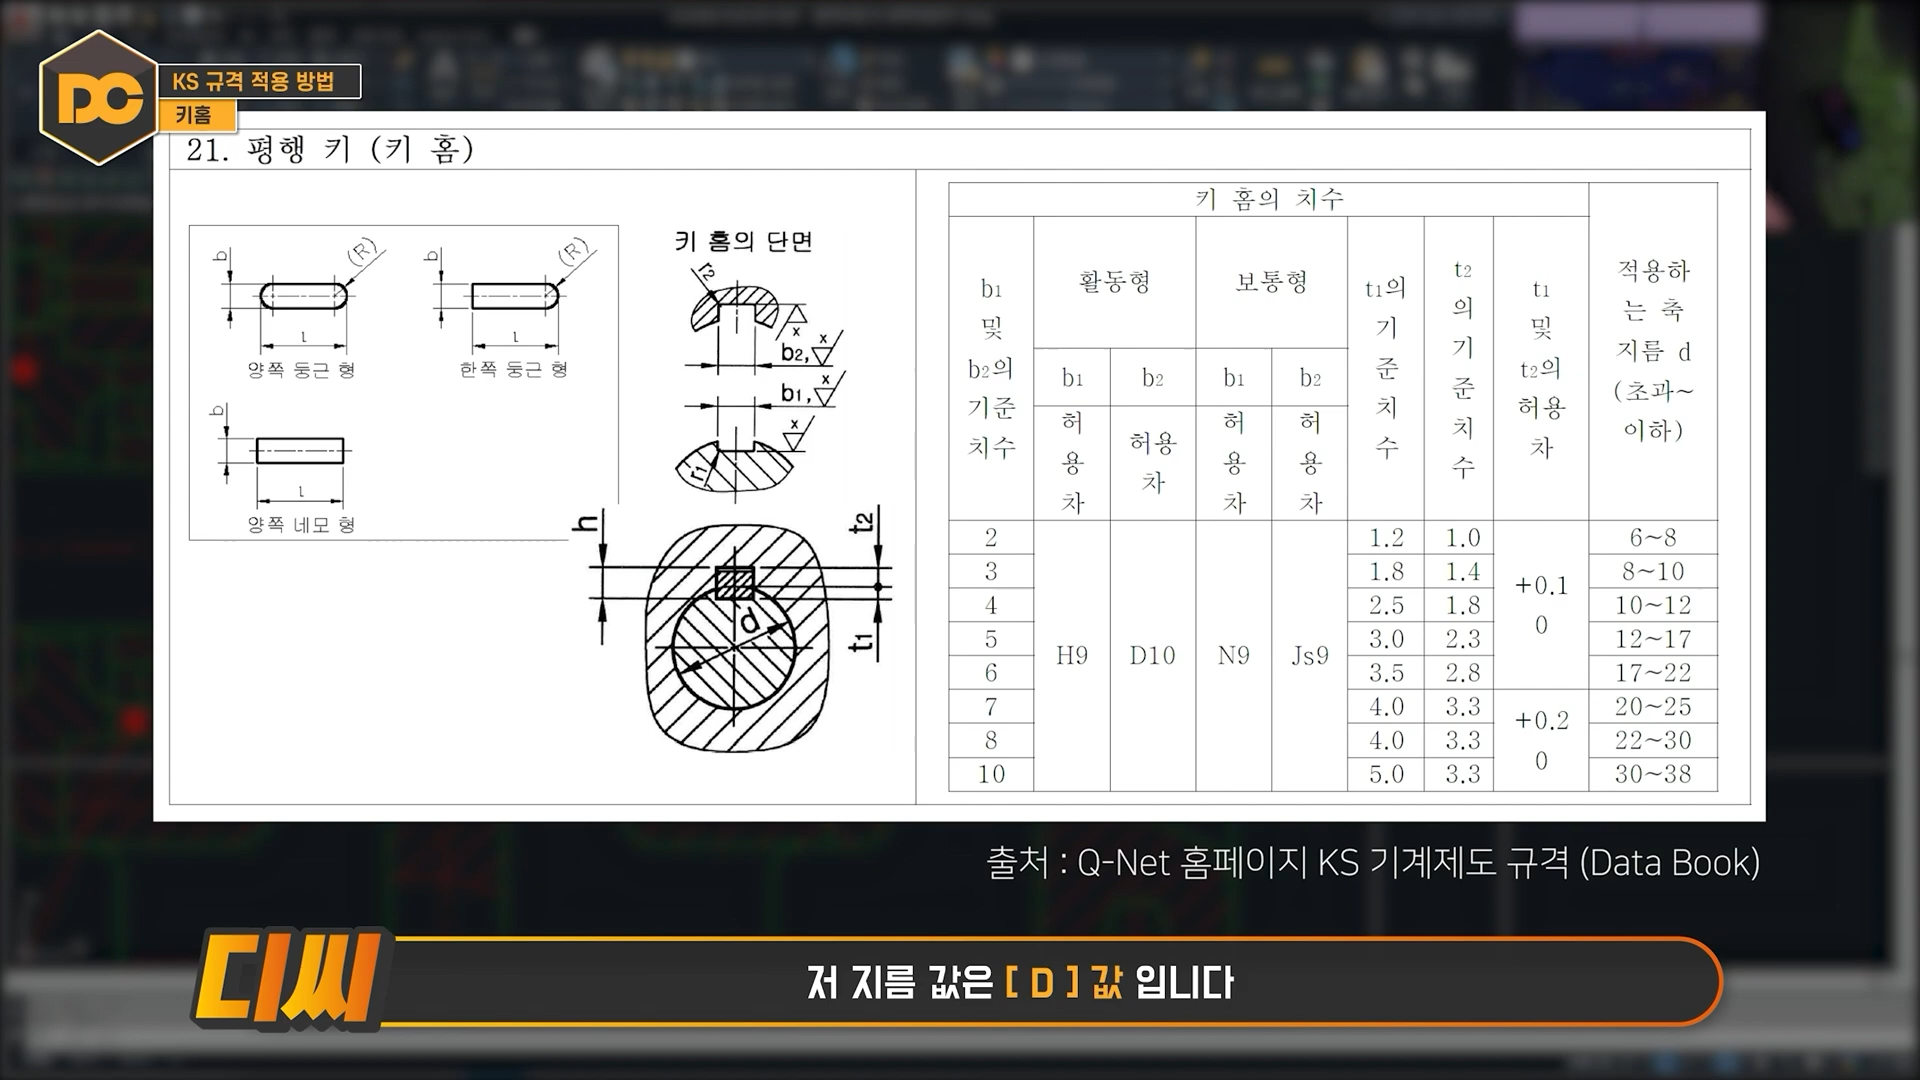 DC
KS 규격 적용 방법
키홈
21. 평행 키 (키 홈)
b
(R)
l
양쪽 둥근 형
b
(R)
l
한쪽 둥근 형
b
l
양쪽 네모 형
키 홈의 단면
r2
x
b2, x
b1, x
x
r1
h
t2
d
t1
키 홈의 치수
b1 및 b2의 기준 치수
활동형
보통형
t1의 기준치수
t2의 기준치수
t1 및 t2의 허용차
적용하는 축 지름 d (초과~이하)
b1 b2 b1 b2
허용차 허용차 허용차 허용차
H9 D10 N9 Js9
2 1.2 1.0 6~8
3 1.8 1.4 8~10
4 2.5 1.8 10~12
5 3.0 2.3 12~17
6 3.5 2.8 17~22
+0.1
0
7 4.0 3.3 20~25
8 4.0 3.3 22~30
10 5.0 3.3 30~38
+0.2
0
출처 : Q-Net 홈페이지 KS 기계제도 규격 (Data Book)
디씨
저 지름 값은 [ D ] 값 입니다